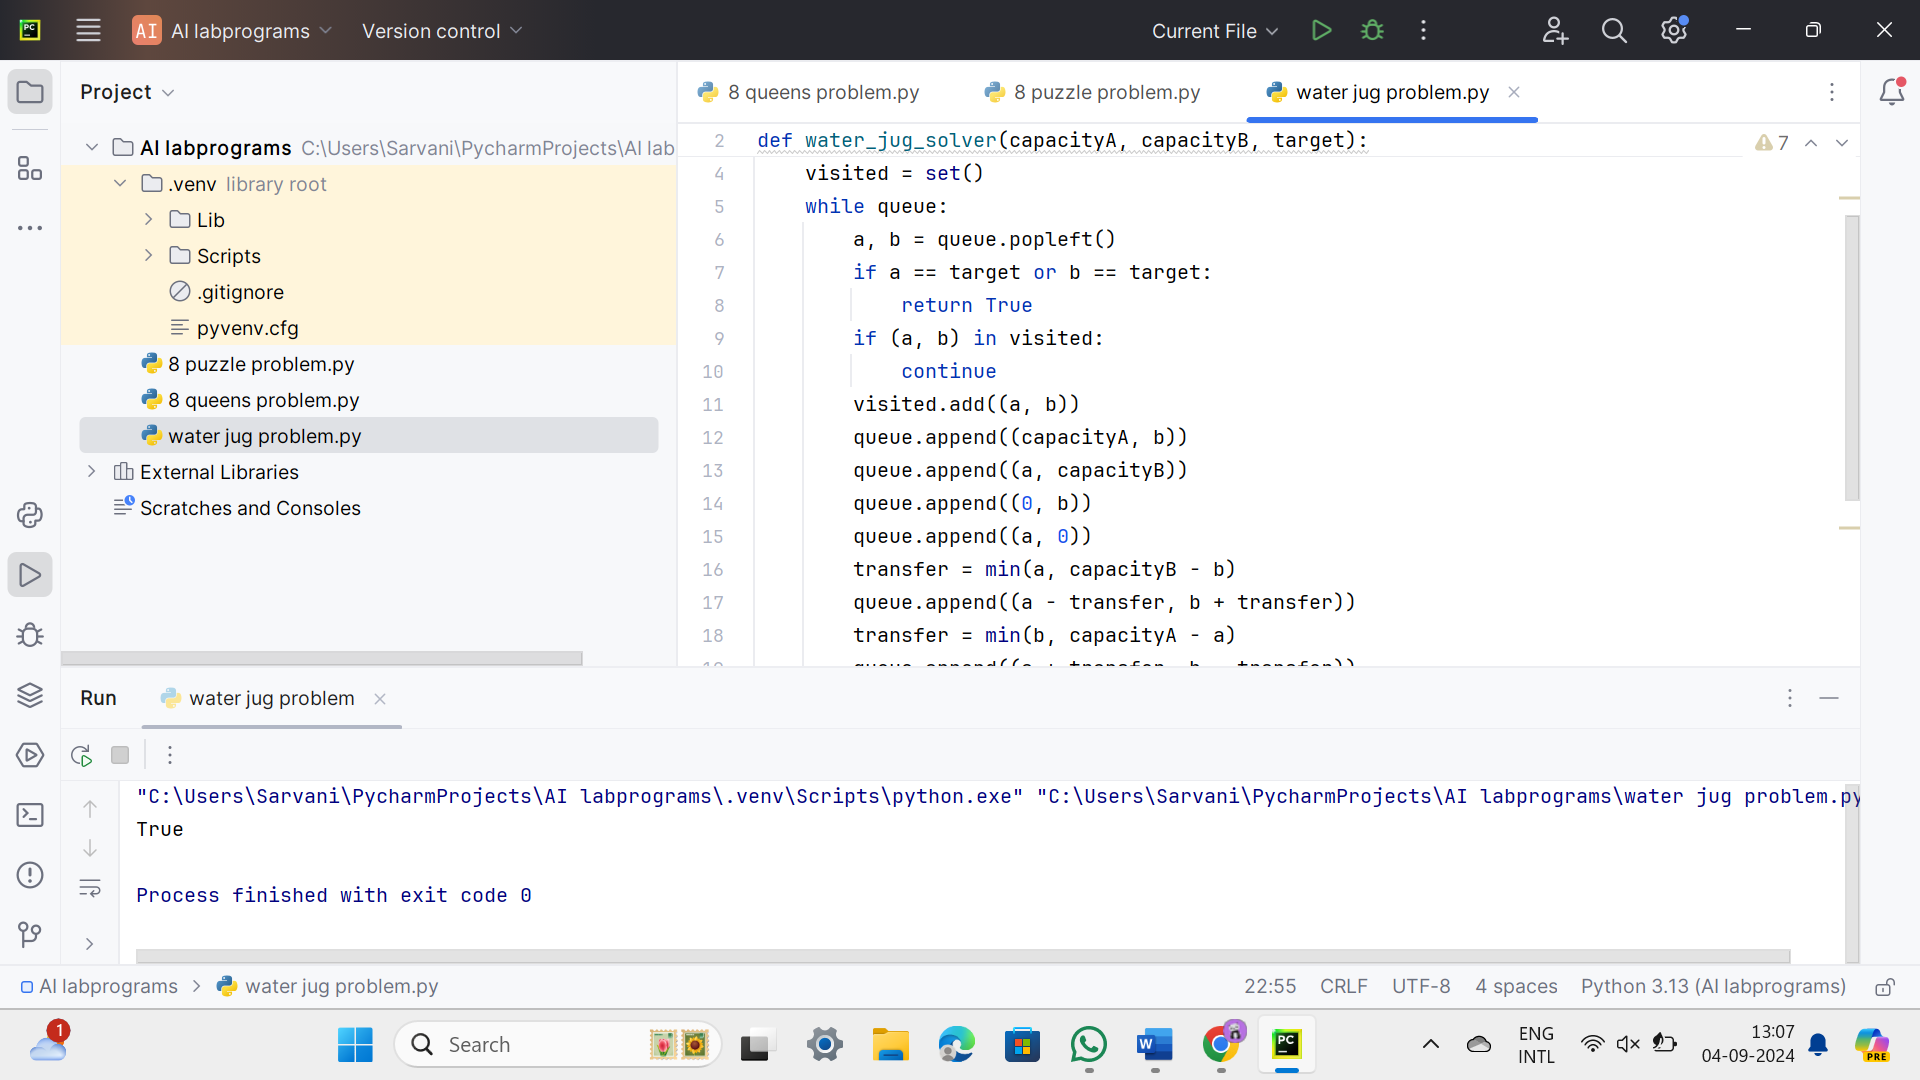 PC AI AI labprograms Version control Current File
Project
8 queens problem.py 8 puzzle problem.py water jug problem.py
AI labprograms C:\Users\Sarvani\PycharmProjects\AI lab
.venv library root
Lib
Scripts
.gitignore
pyvenv.cfg
8 puzzle problem.py
8 queens problem.py
water jug problem.py
External Libraries
Scratches and Consoles
7
2 def water_jug_solver(capacityA, capacityB, target):
4 visited = set()
5 while queue:
6 a, b = queue.popleft()
7 if a == target or b == target:
8 return True
9 if (a, b) in visited:
10 continue
11 visited.add((a, b))
12 queue.append((capacityA, b))
13 queue.append((a, capacityB))
14 queue.append((0, b))
15 queue.append((a, 0))
16 transfer = min(a, capacityB - b)
17 queue.append((a - transfer, b + transfer))
18 transfer = min(b, capacityA - a)
Run water jug problem
"C:\Users\Sarvani\PycharmProjects\AI labprograms\.venv\Scripts\python.exe" "C:\Users\Sarvani\PycharmProjects\AI labprograms\water jug problem.py
True
Process finished with exit code 0
AI labprograms water jug problem.py 22:55 CRLF UTF-8 4 spaces Python 3.13 (AI labprograms)
1 Search W PC ENG INTL 13:07 04-09-2024 PRE